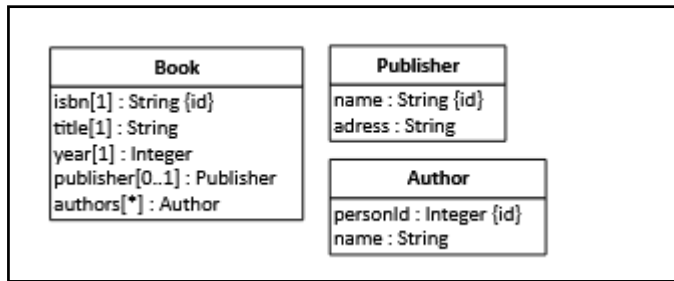 Book
isbn[1] : String {id}
title[1] : String
year[1] : Integer
publisher[0..1] : Publisher
authors[*] : Author
Publisher
name : String {id}
adress : String
Author
personId : Integer {id}
name : String